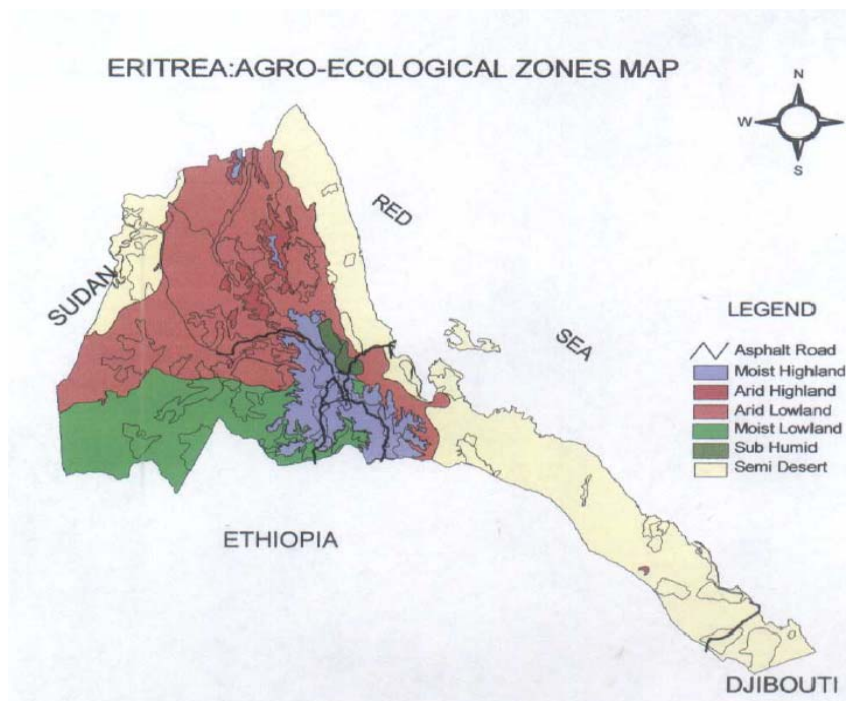 ERITREA:AGRO-ECOLOGICAL ZONES MAP
N
W
S
RED
SUDAN
SEA
LEGEND
Asphalt Road
Moist Highland
Arid Highland
Arid Lowland
Moist Lowland
Sub Humid
Semi Desert
ETHIOPIA
DJIBOUTI